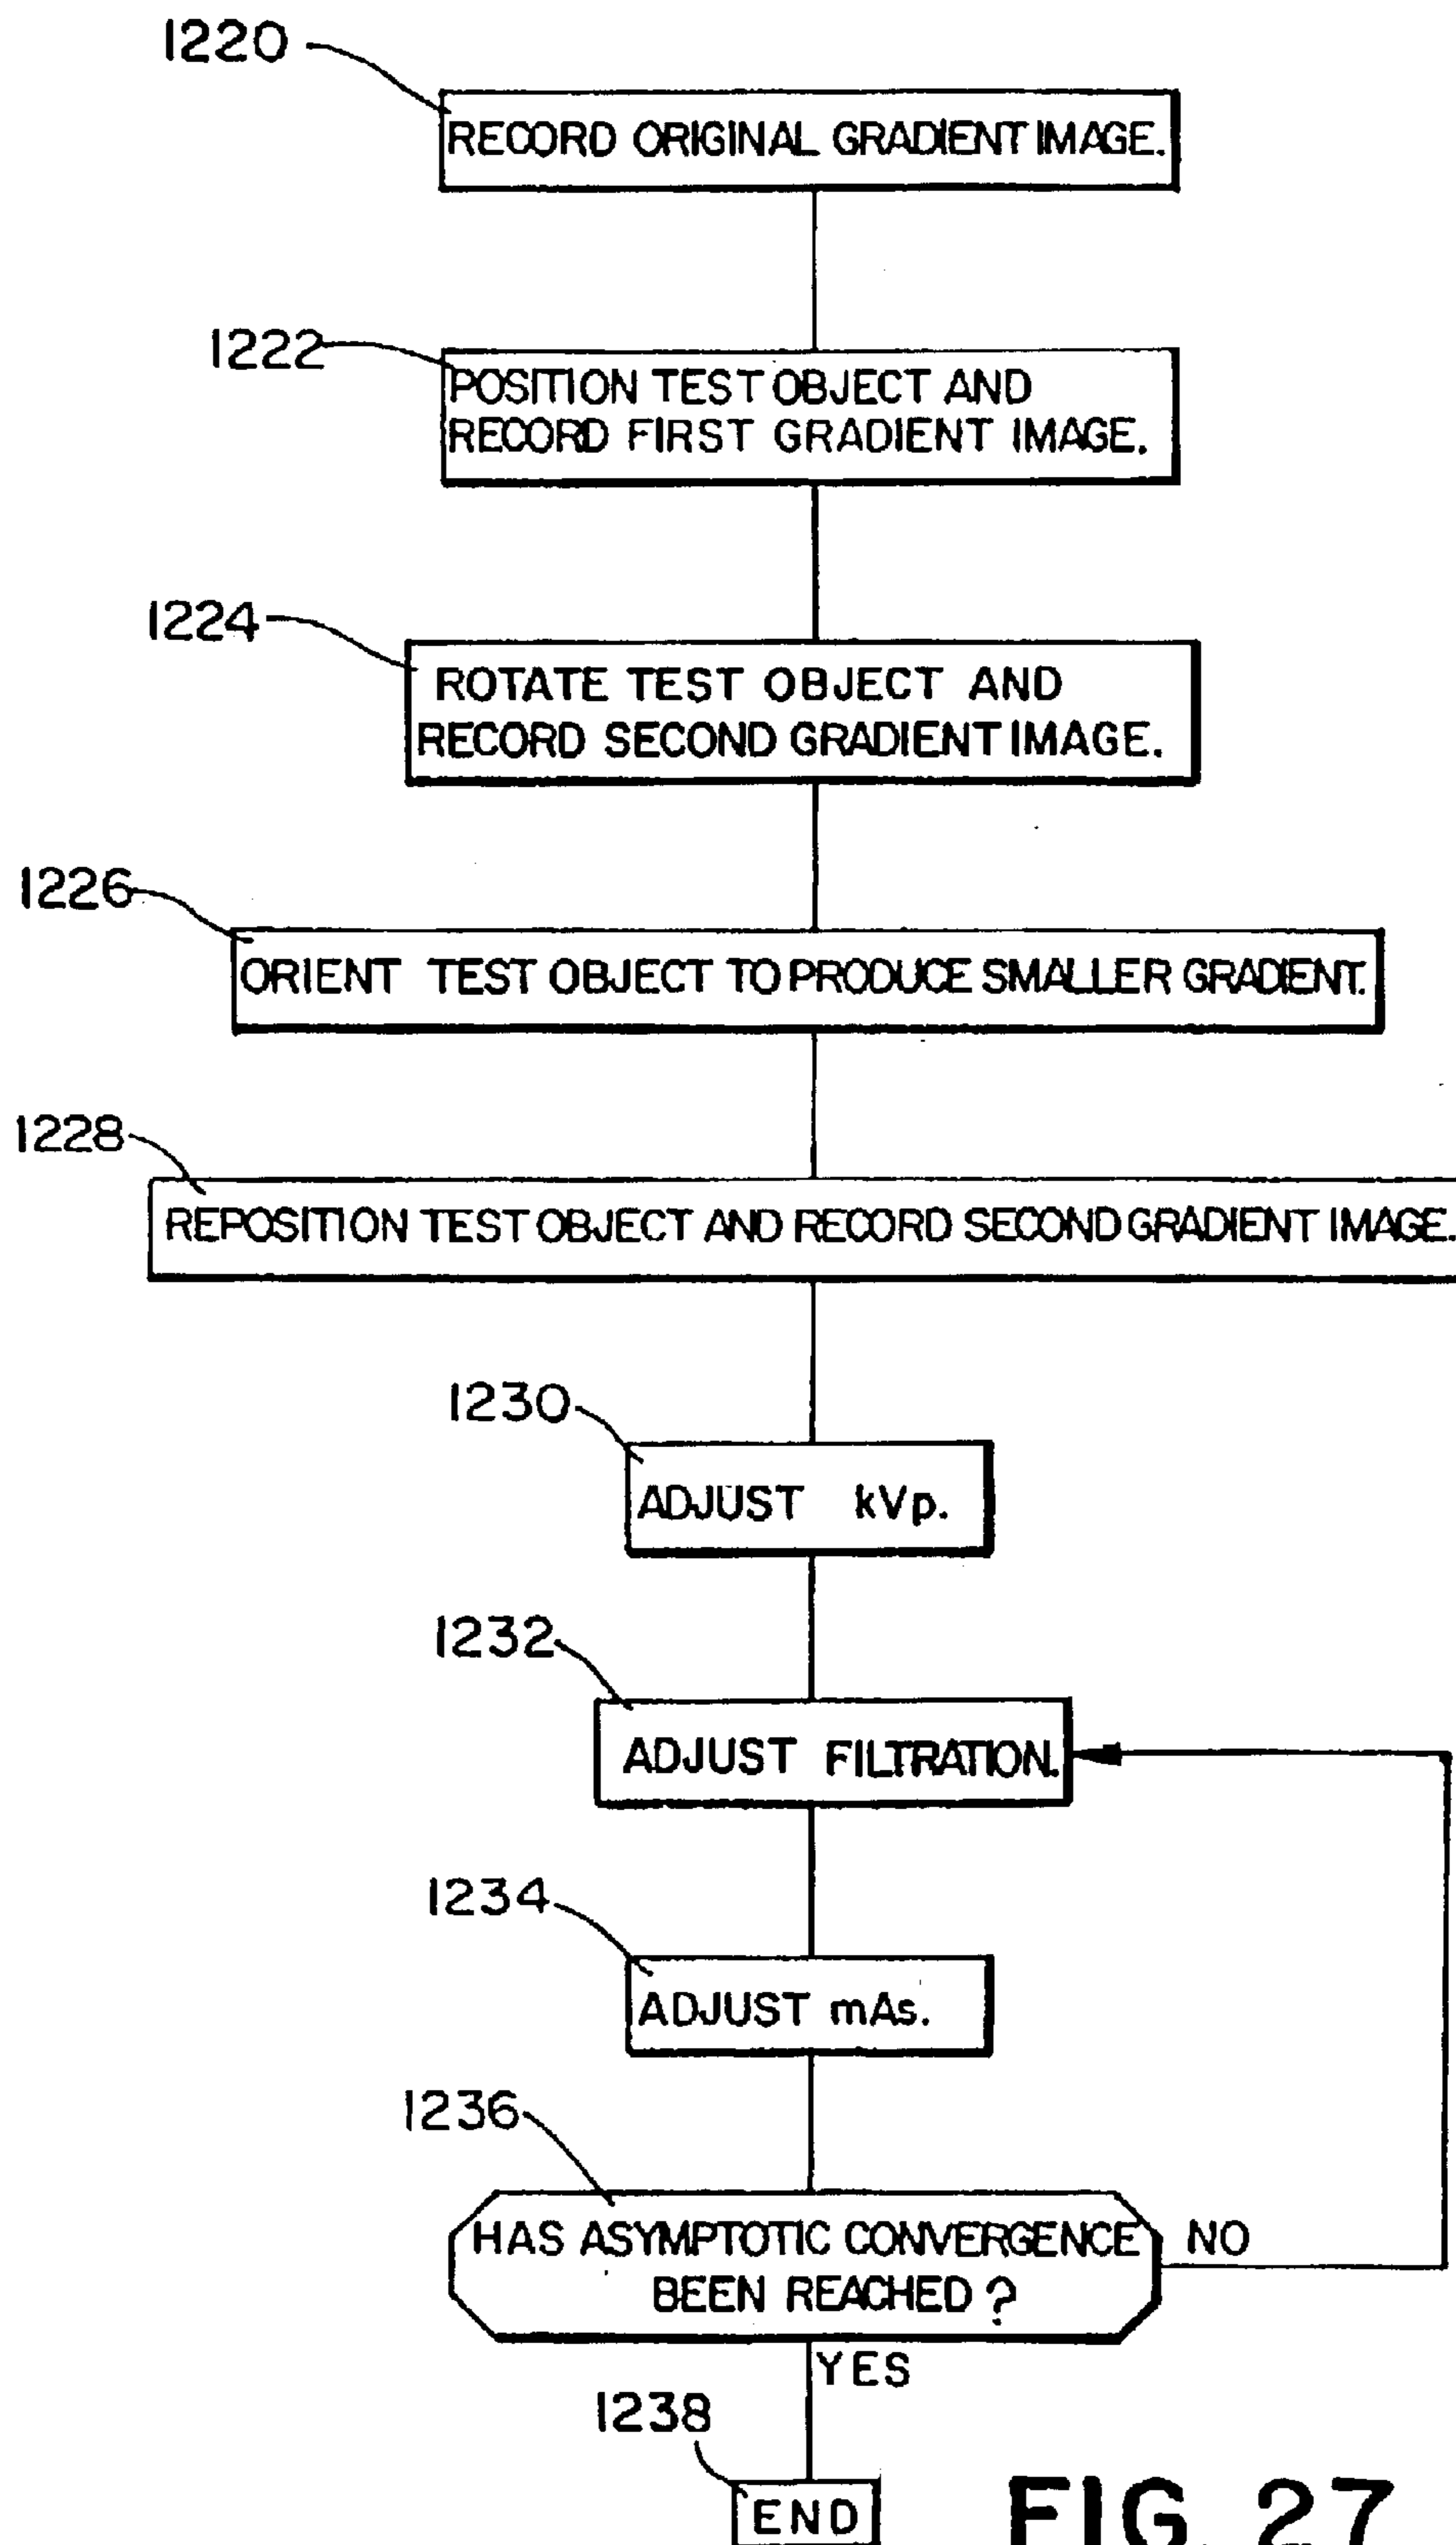 1220
RECORD ORIGINAL GRADIENT IMAGE.
1222
POSITION TEST OBJECT AND
RECORD FIRST GRADIENT IMAGE.
1224
ROTATE TEST OBJECT AND
RECORD SECOND GRADIENT IMAGE.
1226
ORIENT TEST OBJECT TO PRODUCE SMALLER GRADIENT.
1228
REPOSITION TEST OBJECT AND RECORD SECOND GRADIENT IMAGE.
1230
ADJUST kVp.
1232
ADJUST FILTRATION.
1234
ADJUST mAs.
1236
HAS ASYMPTOTIC CONVERGENCE NO
BEEN REACHED?
YES
1238
END
FIG. 27